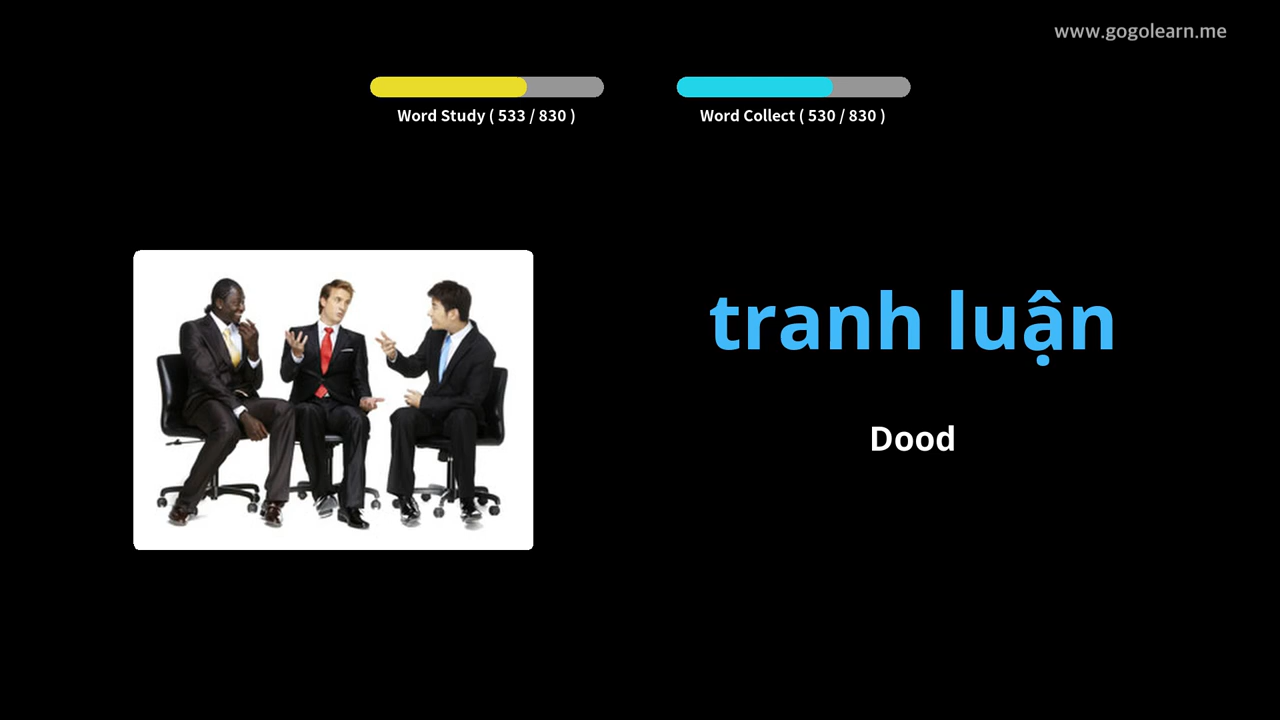 www.gogolearn.me
Word Study ( 533 / 830 )
Word Collect ( 530 / 830 )
tranh luận
Dood